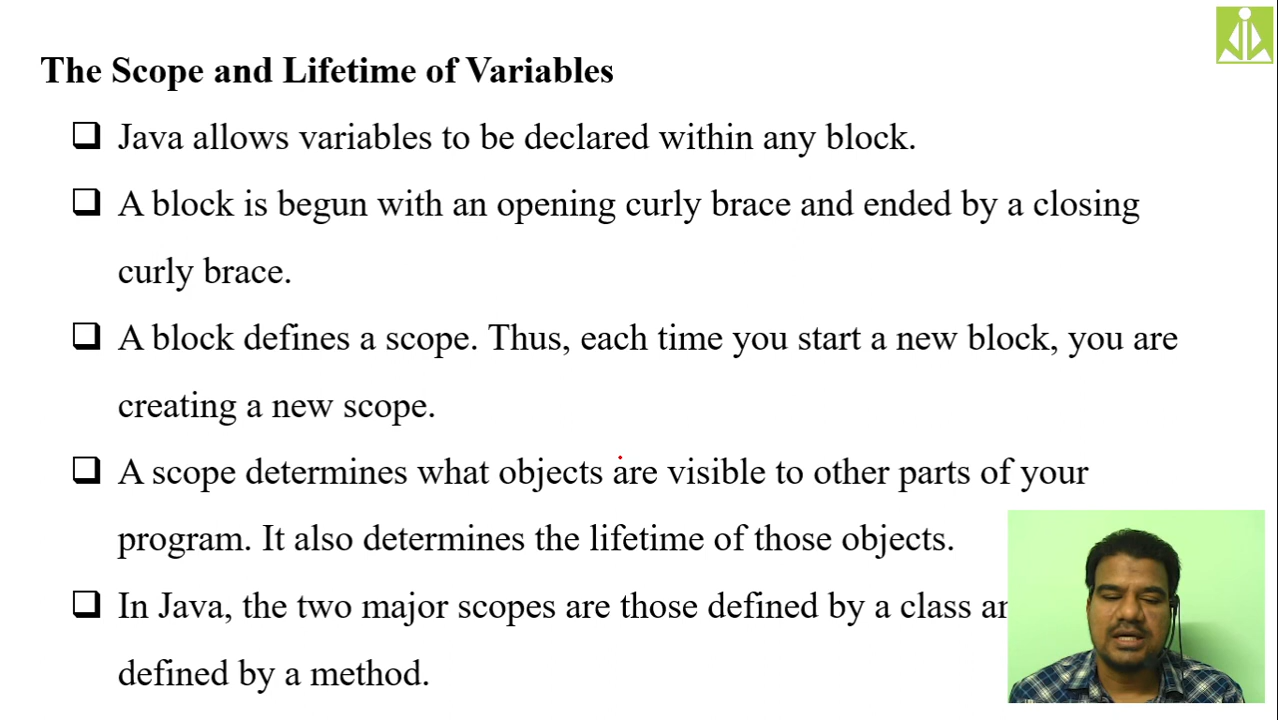 The Scope and Lifetime of Variables
Java allows variables to be declared within any block.
A block is begun with an opening curly brace and ended by a closing
curly brace.
A block defines a scope. Thus, each time you start a new block, you are
creating a new scope.
A scope determines what objects are visible to other parts of your
program. It also determines the lifetime of those objects.
In Java, the two major scopes are those defined by a class
defined by a method.